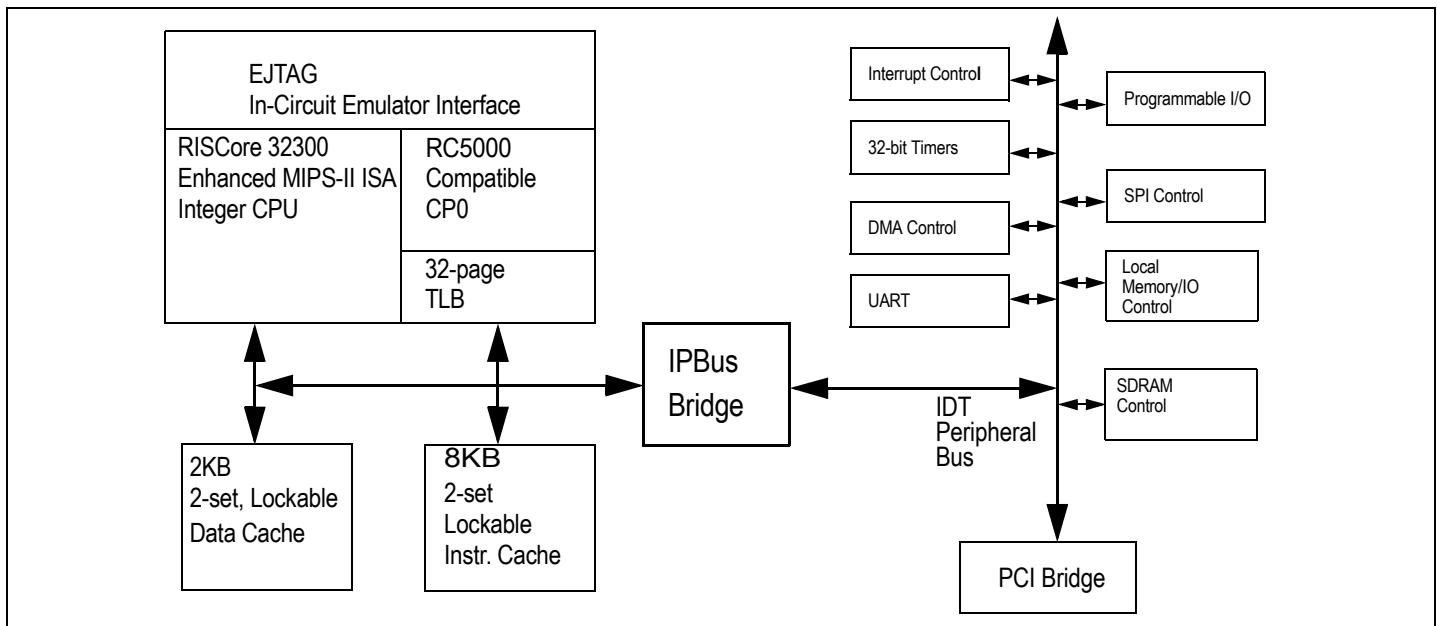 EJTAG
In-Circuit Emulator Interface
RISCore 32300
Enhanced MIPS-II ISA
Integer CPU
RC5000
Compatible
CP0
32-page
TLB
2KB
2-set, Lockable
Data Cache
8KB
2-set
Lockable
Instr. Cache
IPBus
Bridge
IDT
Peripheral
Bus
Interrupt Control
32-bit Timers
DMA Control
UART
Programmable I/O
SPI Control
Local
Memory/IO
Control
SDRAM
Control
PCI Bridge